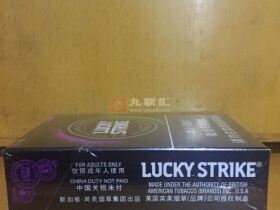 九联汇
FOR ADULTS ONLY
仅限成年人使用
CHINA DUTY NOT PAID
中国关税未付
LUCKY STRIKE
MADE UNDER THE AUTHORITY OF BRITISH
AMERICAN TOBACCO (BRANDS) INC., U.S.A
新加坡·英美烟草集团出品
美国英美烟草(品牌)公司授权制造